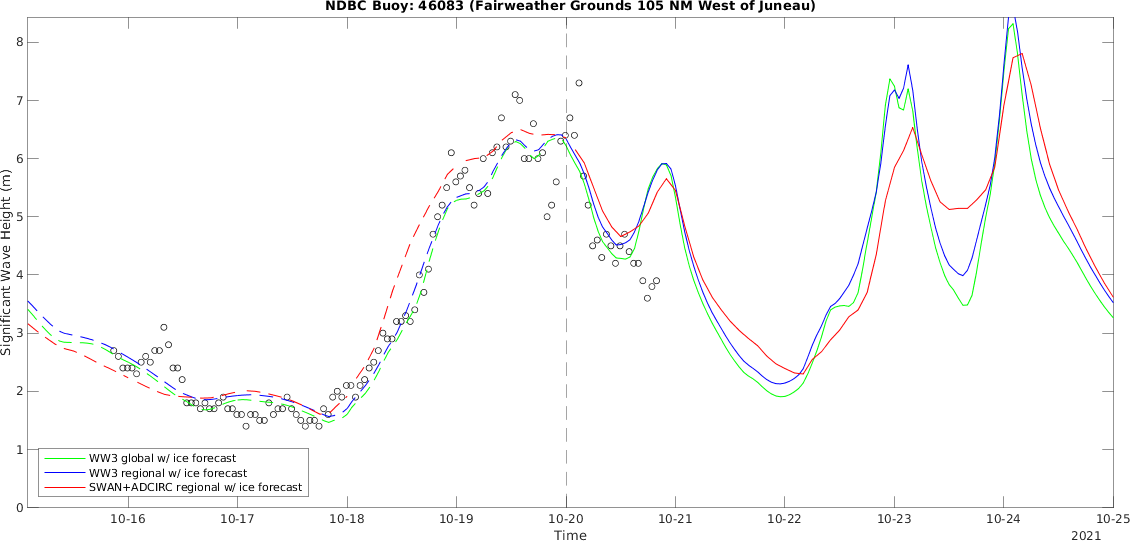 NDBC Buoy: 46083 (Fairweather Grounds 105 NM West of Juneau)
Significant Wave Height (m)
8
7
6
5
4
3
2
1
0
WW3 global w/ ice forecast
WW3 regional w/ ice forecast
SWAN+ADCIRC regional w/ ice forecast
10-16 10-17 10-18 10-19 10-20 10-21 10-22 10-23 10-24 10-25
Time
2021